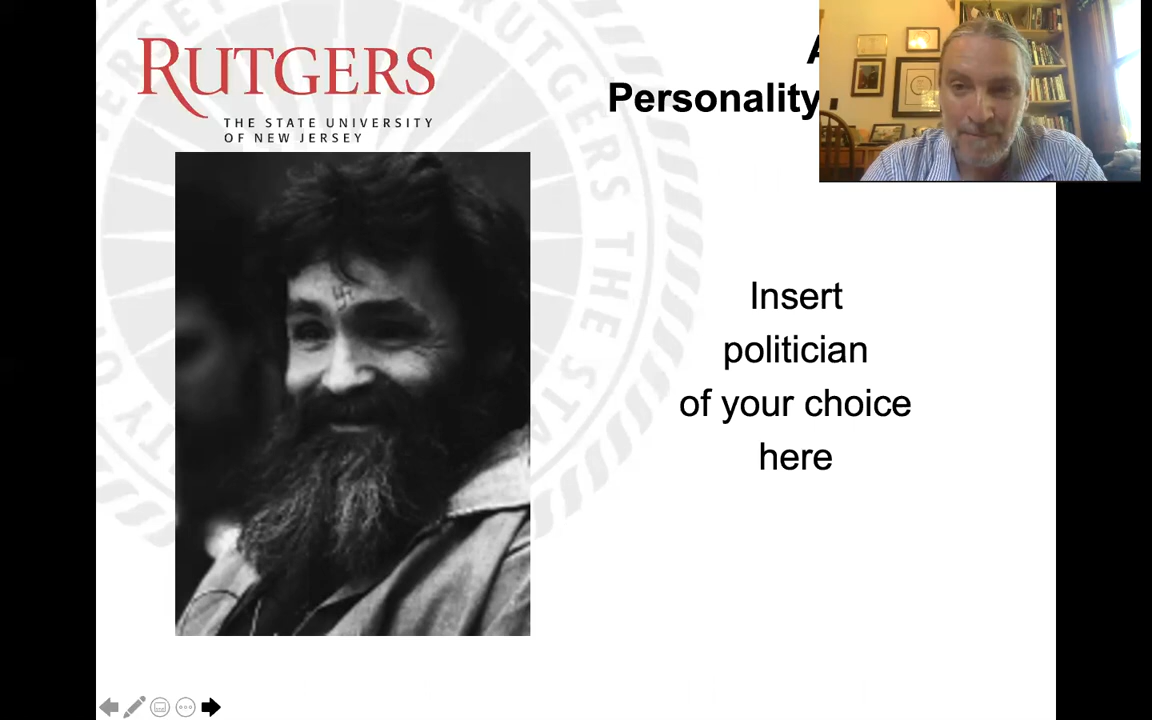 RUTGERS
THE STATE UNIVERSITY
OF NEW JERSEY
Personality
Insert
politician
of your choice
here